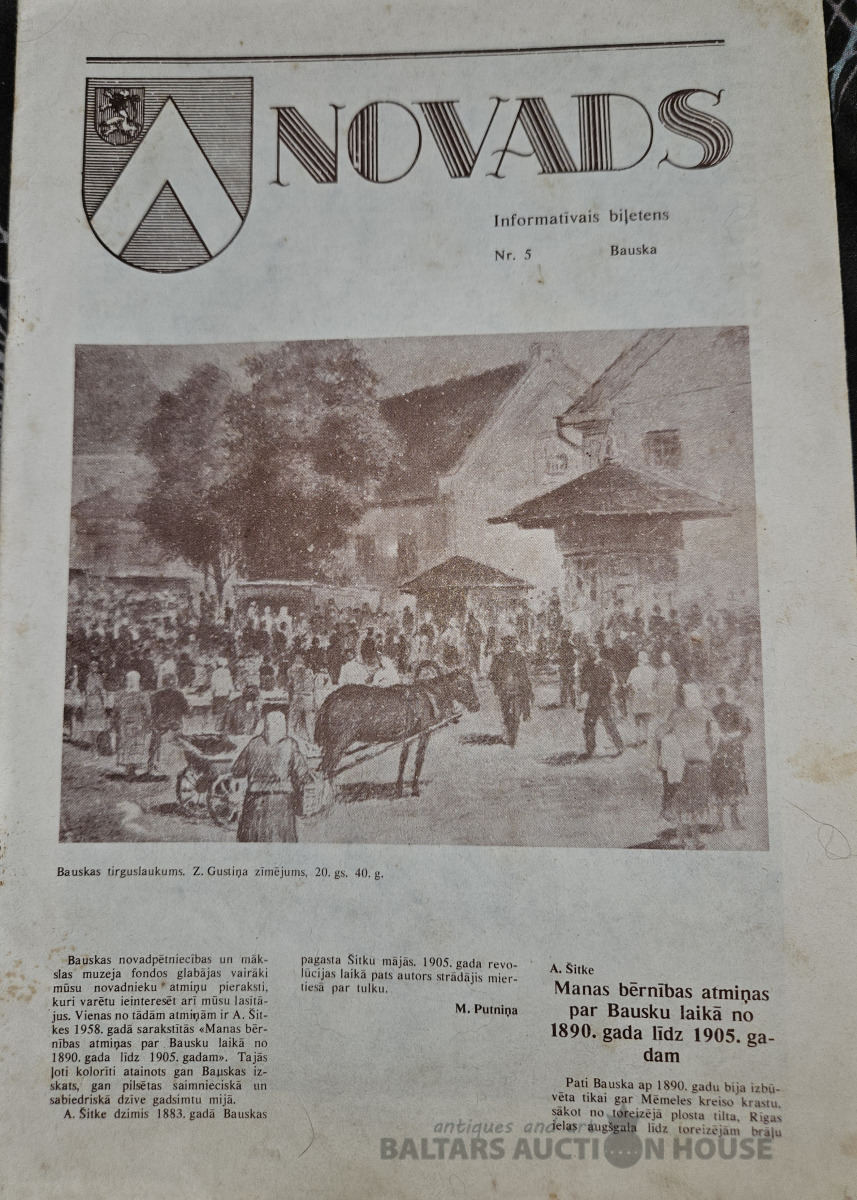 NOVADS
Informatīvais biļetens
Nr. 5 Bauska
Bauskas tirguslaukums. Z. Gustiņa zīmējums, 20. gs. 40. g.
Bauskas novadpētniecības un māk-
slas muzeja fondos glabājas vairāki
mūsu novadnieku atmiņu pieraksti,
kuri varētu ieinteresēt arī mūsu lasītā-
jus. Vienas no tādām atmiņām ir A. Šit-
kes 1958. gadā sarakstītās «Manas bēr-
nības atmiņas par Bausku laikā no
1890. gada līdz 1905. gadam». Tajās
ļoti kolorīti atainots gan Bauskas iz-
skats, gan pilsētas saimnieciskā un
sabiedriskā dzīve gadsimtu mijā.
A. Šitke dzimis 1883. gadā Bauskas
pagasta Šitku mājās. 1905. gada revo-
lūcijas laikā pats autors strādājis mier-
tiesā par tulku.
M. Putniņa
A. Šitke
Manas bērnības atmiņas
par Bausku laikā no
1890. gada līdz 1905. ga-
dam
Pati Bauska ap 1890. gadu bija izbū-
vēta tikai gar Mēmeles kreiso krastu,
sākot no toreizējā plosta tilta, Rīgas
ielas augšgala līdz toreizējām brāļu
antiques and
BALTARS AUCTION HOUSE